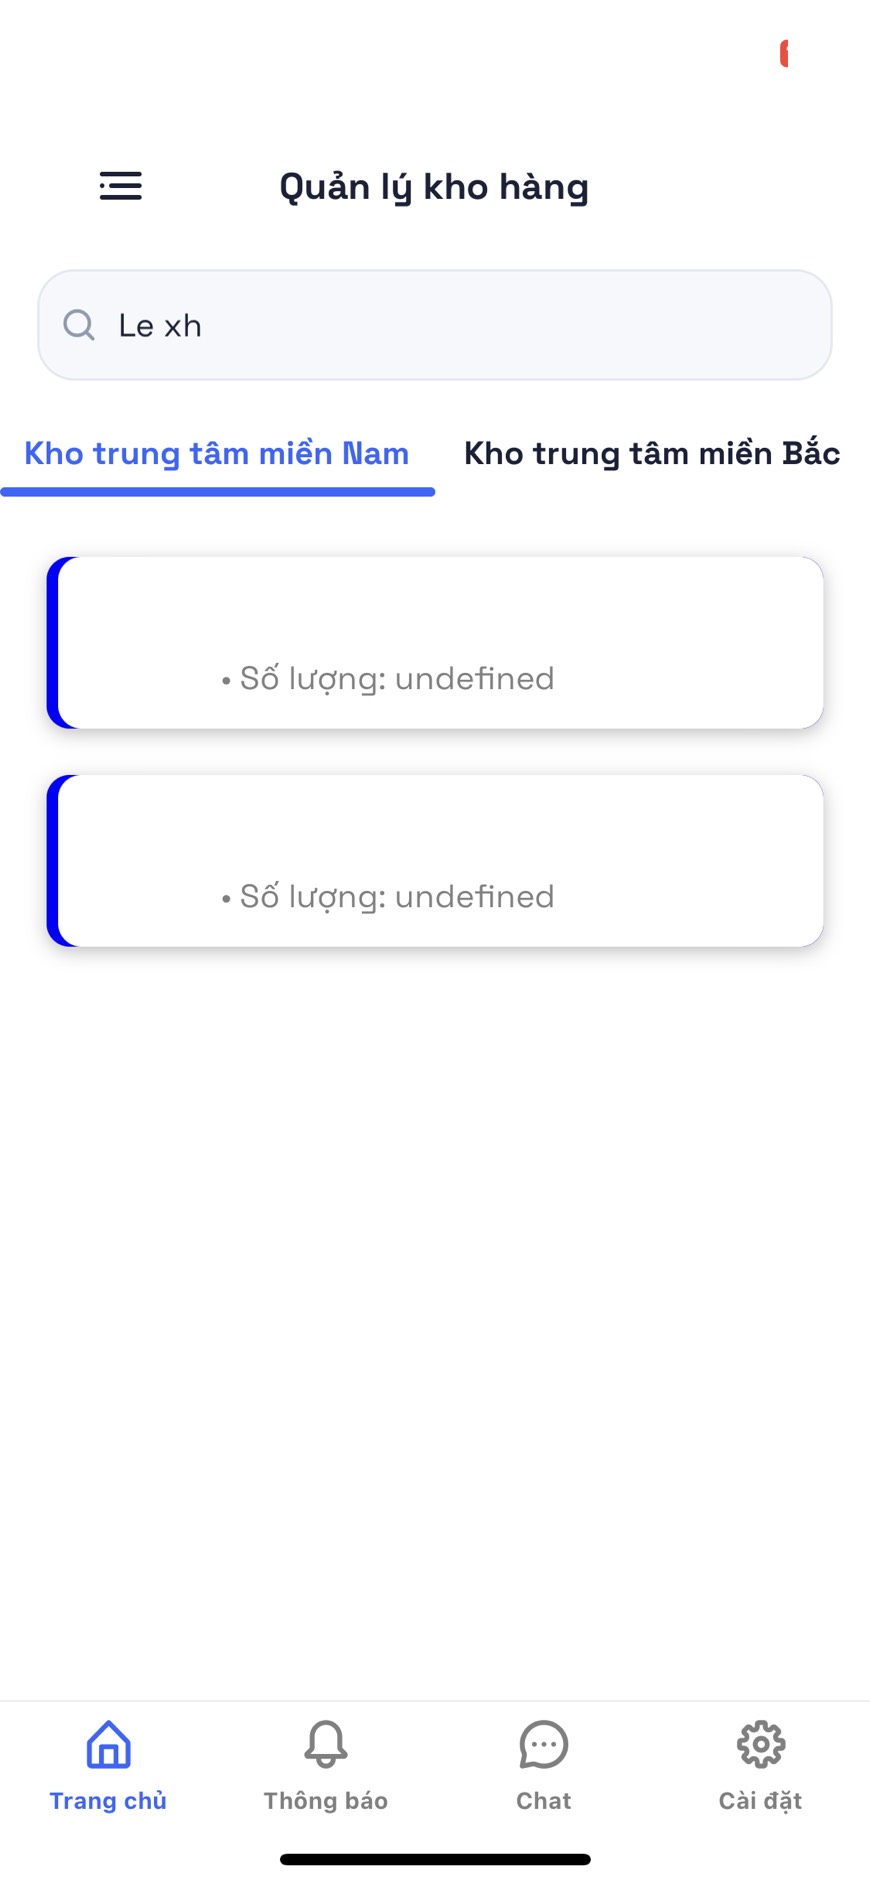 Quản lý kho hàng
Le xh
Kho trung tâm miền Nam
Kho trung tâm miền Bắc
• Số lượng: undefined
• Số lượng: undefined
Trang chủ
Thông báo
Chat
Cài đặt